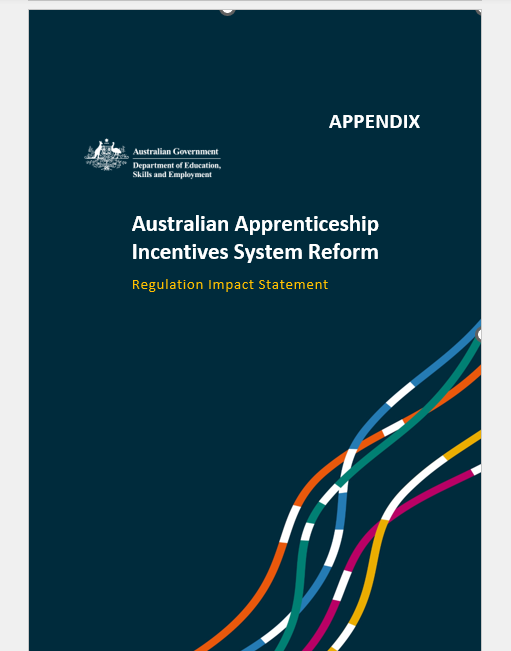 APPENDIX
Australian Government
Department of Education,
Skills and Employment
Australian Apprenticeship
Incentives System Reform
Regulation Impact Statement